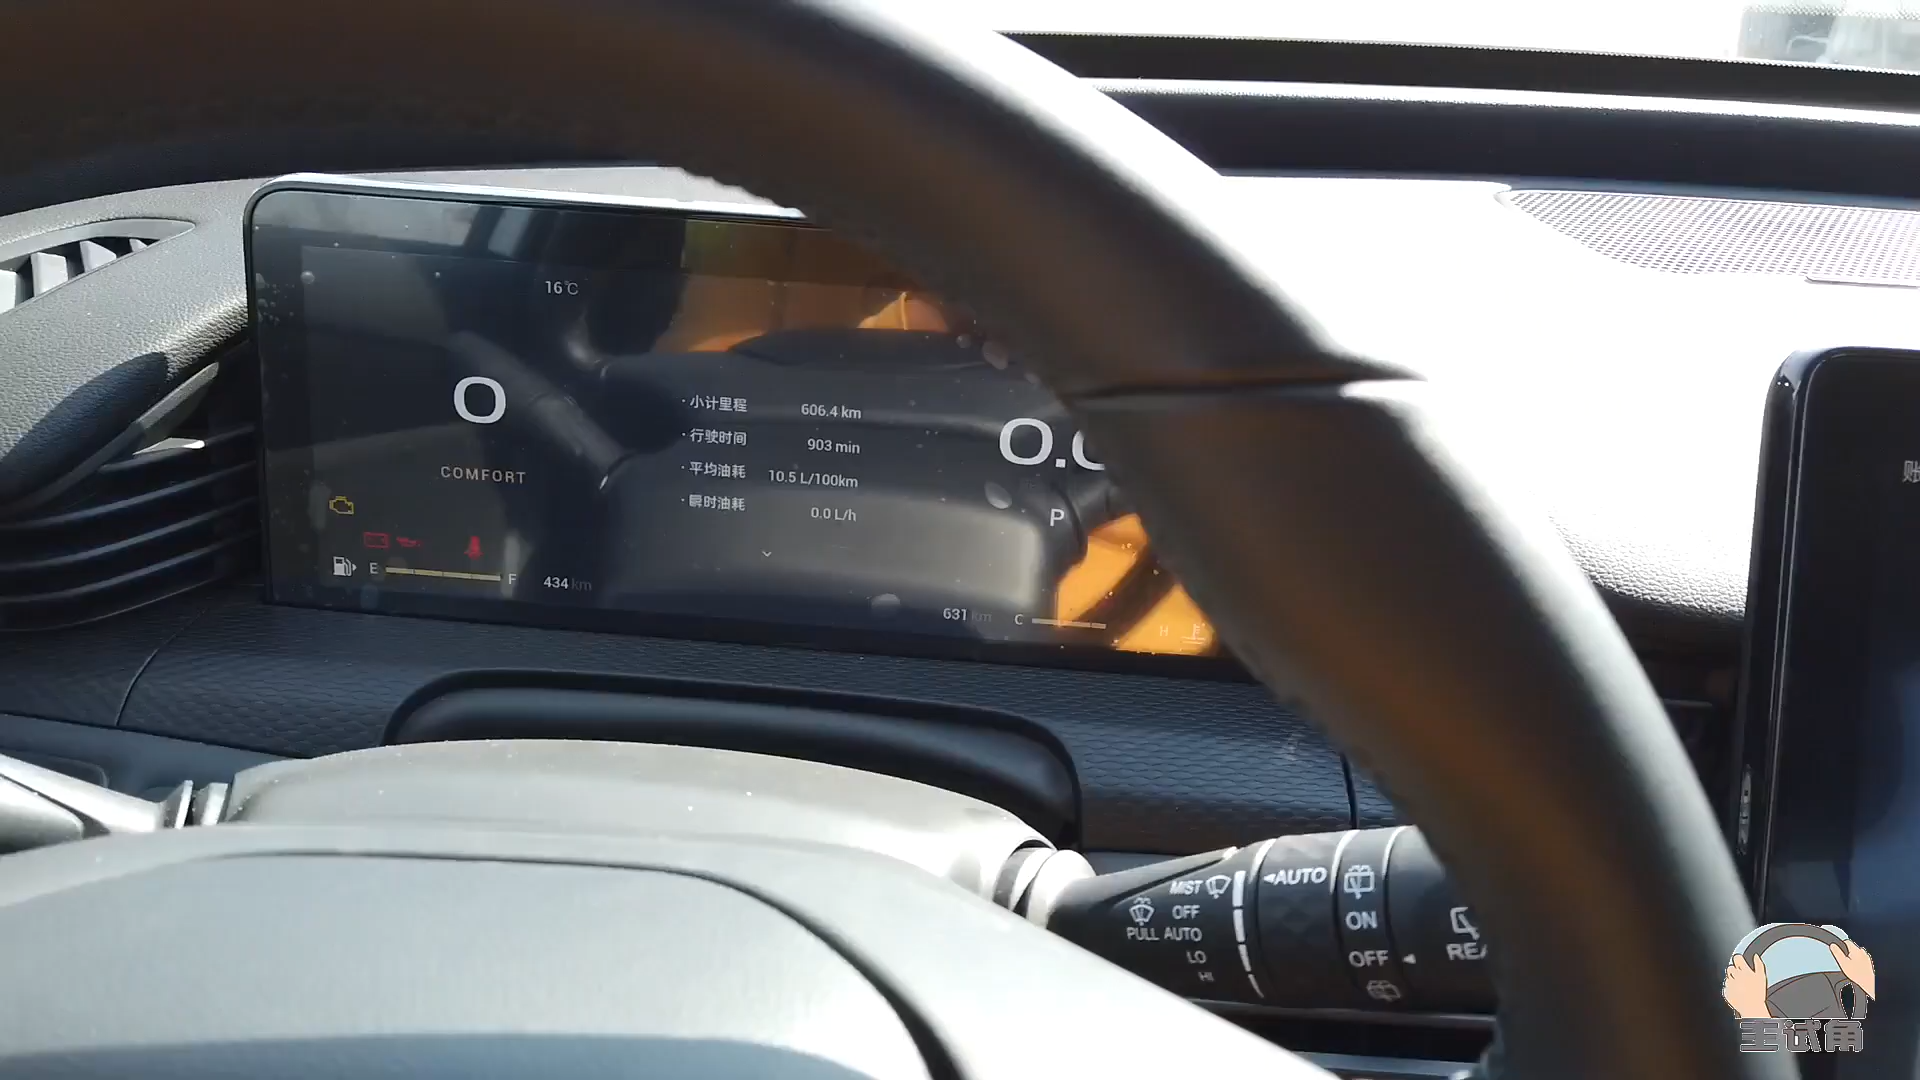 16℃
0
COMFORT
· 小计里程 606.4 km
· 行驶时间 903 min
· 平均油耗 10.5 L/100km
· 瞬时油耗 0.0 L/h
P
E F 434 km
631 km C H
账
MIST
OFF
PULL AUTO
LO
HI
AUTO
ON
OFF
主试角